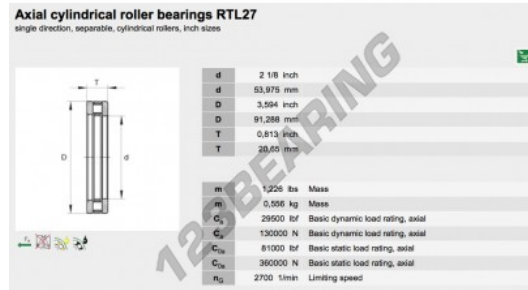 Axial cylindrical roller bearings RTL27
single direction, separable, cylindrical rollers, inch sizes
T
D
d
d 2 1/8 inch
d 53,975 mm
D 3,594 inch
D 91,288 mm
T 0,813 inch
T 20,65 mm
m 1,226 lbs Mass
m 0,556 kg Mass
Ca 29500 lbf Basic dynamic load rating, axial
Ca 130000 N Basic dynamic load rating, axial
C0a 81000 lbf Basic static load rating, axial
C0a 360000 N Basic static load rating, axial
nG 2700 1/min Limiting speed
123BEARING